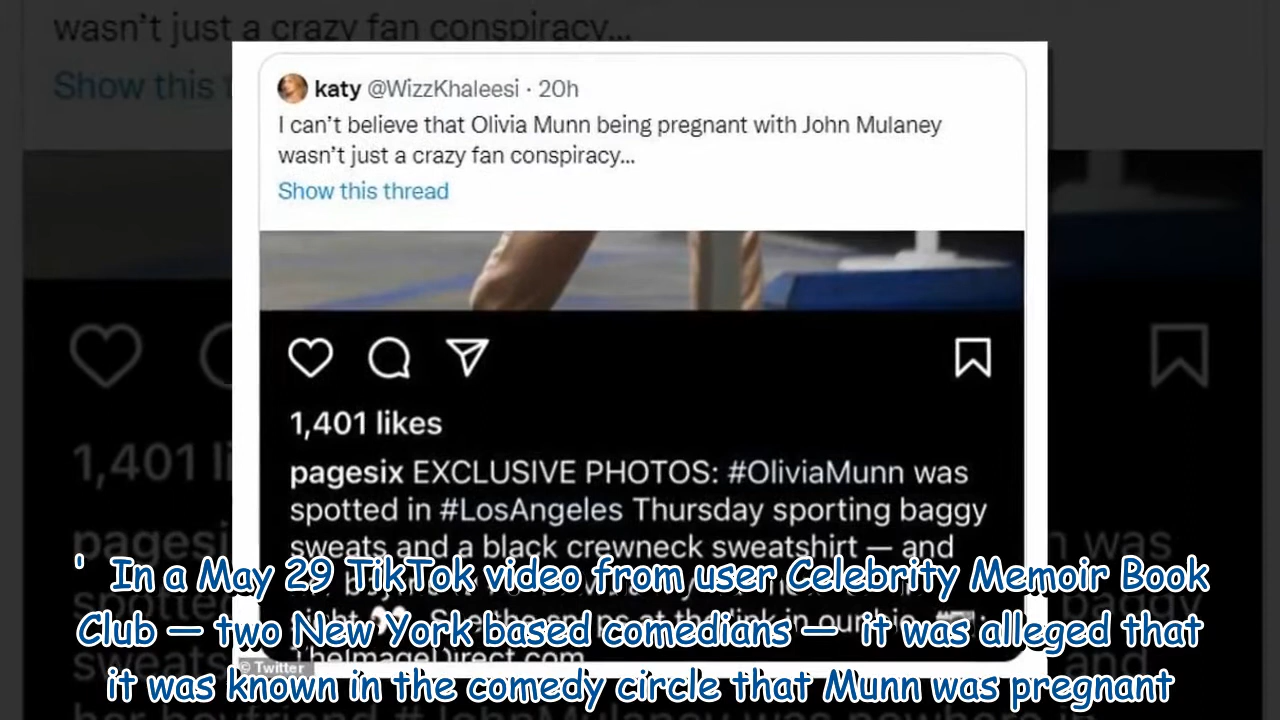 wasn't just a crazy fan conspiracy...
Show this
katy @WizzKhaleesi · 20h
I can't believe that Olivia Munn being pregnant with John Mulaney
wasn't just a crazy fan conspiracy...
Show this thread
1,401 likes
pagesix EXCLUSIVE PHOTOS: #OliviaMunn was
spotted in #LosAngeles Thursday sporting baggy
sweats and a black crewneck sweatshirt — and
TheImageDirect.com
© Twitter
' In a May 29 TikTok video from user Celebrity Memoir Book
Club — two New York based comedians — it was alleged that
it was known in the comedy circle that Munn was pregnant